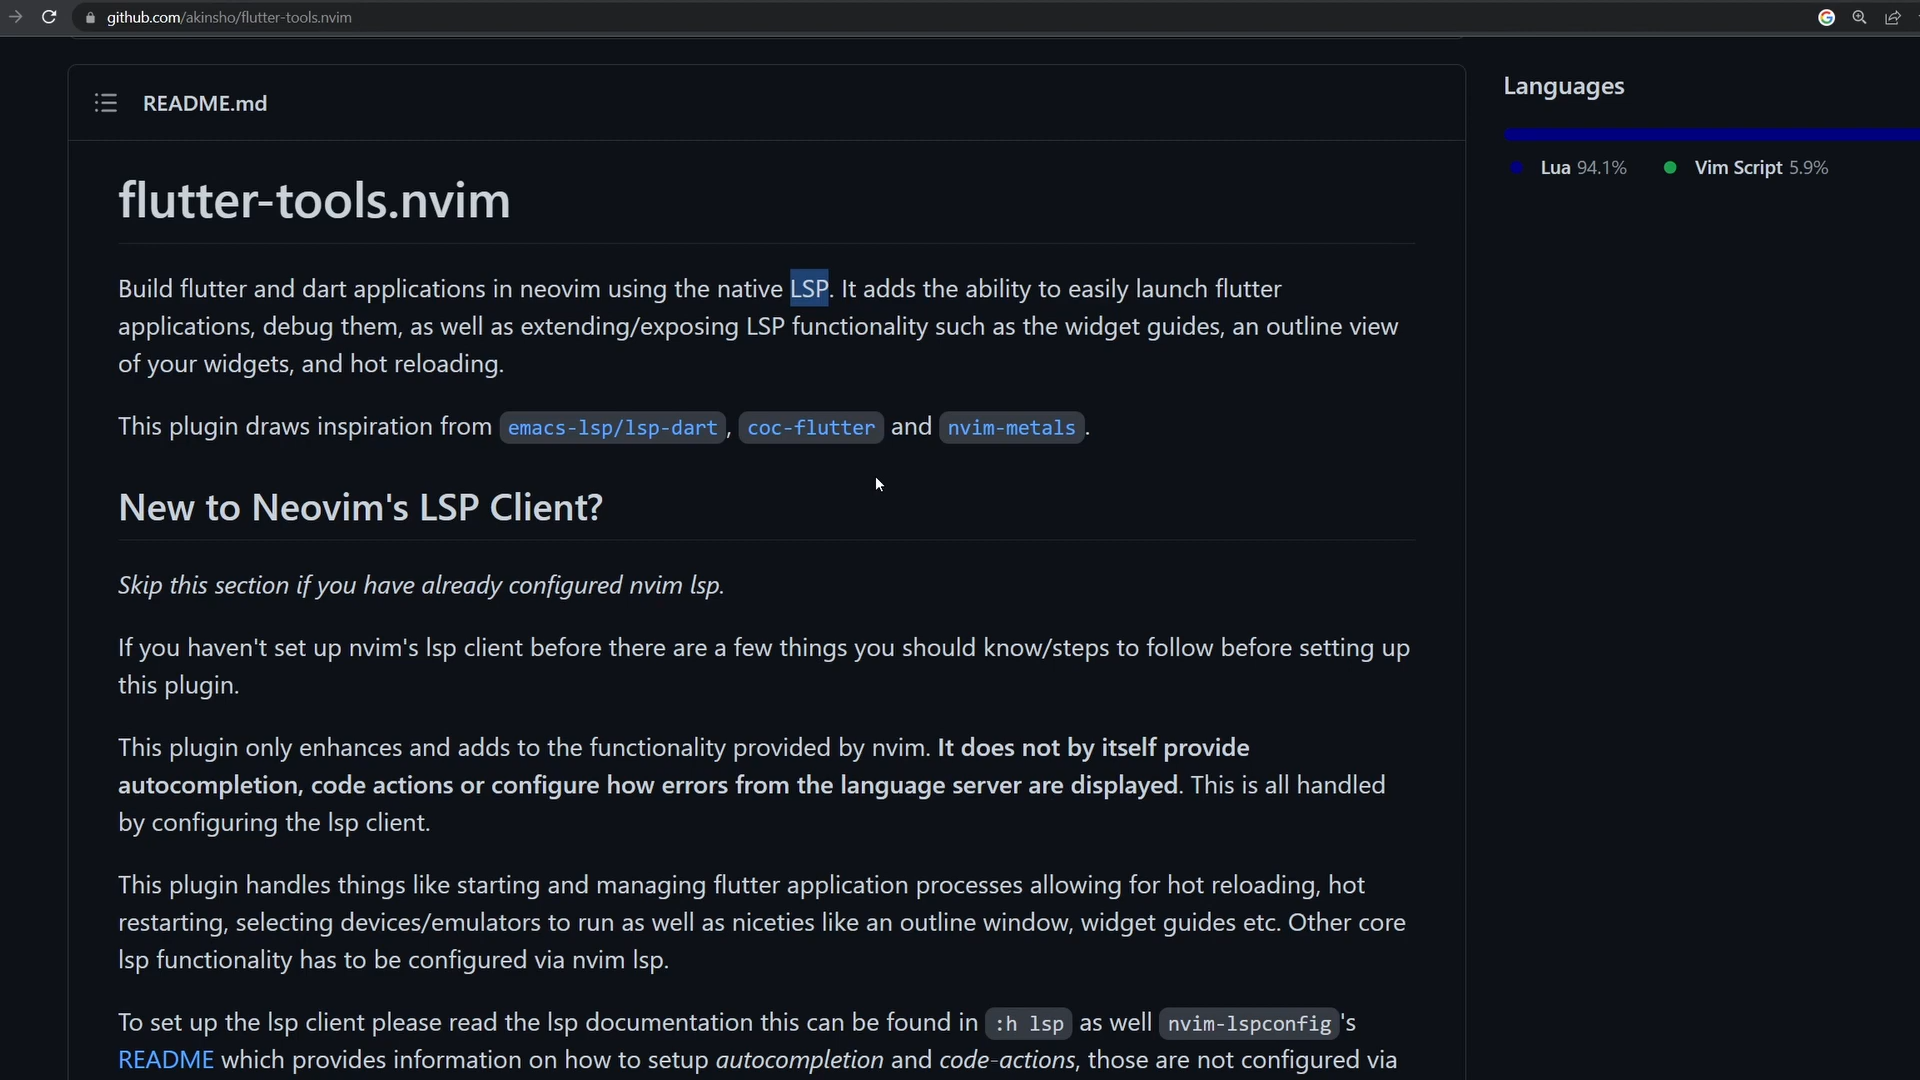 github.com/akinsho/flutter-tools.nvim
README.md
Languages
Lua 94.1% Vim Script 5.9%
flutter-tools.nvim
Build flutter and dart applications in neovim using the native LSP. It adds the ability to easily launch flutter
applications, debug them, as well as extending/exposing LSP functionality such as the widget guides, an outline view
of your widgets, and hot reloading.
This plugin draws inspiration from emacs-lsp/lsp-dart, coc-flutter and nvim-metals.
New to Neovim's LSP Client?
Skip this section if you have already configured nvim lsp.
If you haven't set up nvim's lsp client before there are a few things you should know/steps to follow before setting up
this plugin.
This plugin only enhances and adds to the functionality provided by nvim. It does not by itself provide
autocompletion, code actions or configure how errors from the language server are displayed. This is all handled
by configuring the lsp client.
This plugin handles things like starting and managing flutter application processes allowing for hot reloading, hot
restarting, selecting devices/emulators to run as well as niceties like an outline window, widget guides etc. Other core
lsp functionality has to be configured via nvim lsp.
To set up the lsp client please read the lsp documentation this can be found in :h lsp as well nvim-lspconfig's
README which provides information on how to setup autocompletion and code-actions, those are not configured via